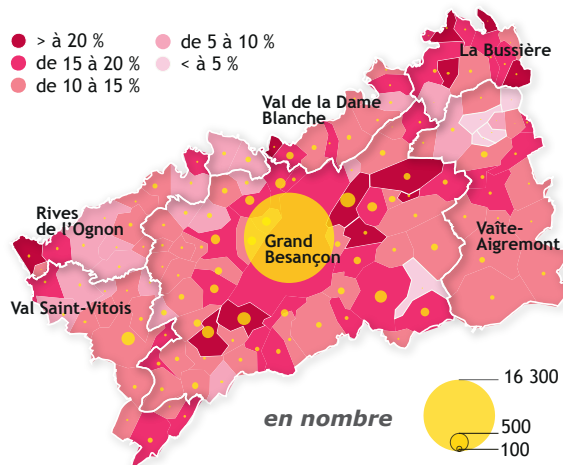 > à 20 %
de 15 à 20 %
de 10 à 15 %
de 5 à 10 %
< à 5 %
La Bussière
Val de la Dame
Blanche
Rives
de l'Ognon
Grand
Besançon
Vaîte-
Aigremont
Val Saint-Vitois
en nombre
16 300
500
100